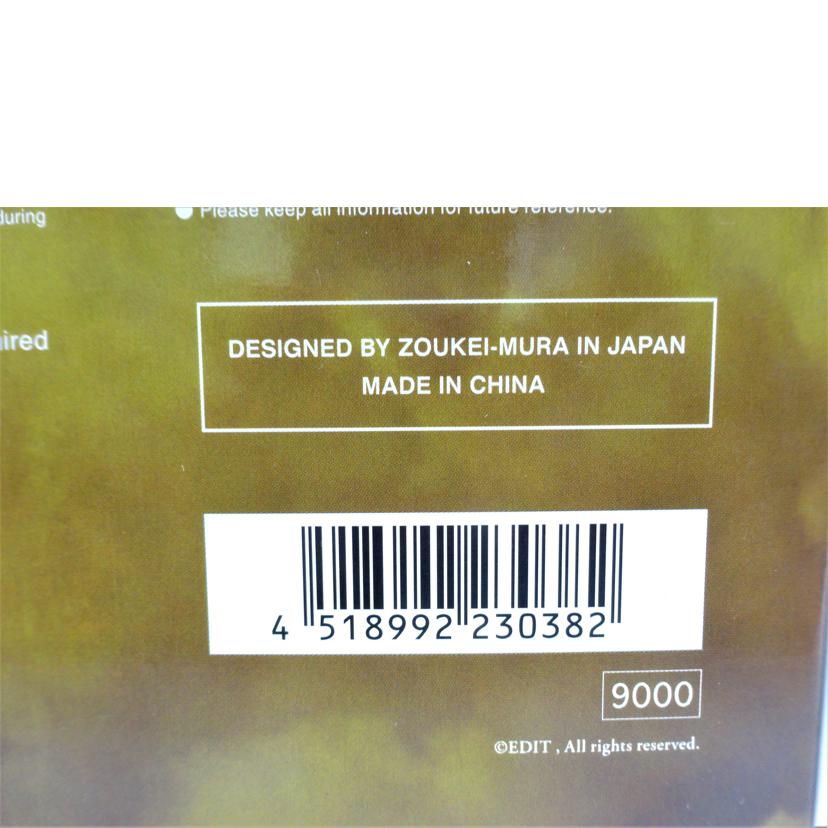 during
● Please keep all information for future reference.
ired
DESIGNED BY ZOUKEI-MURA IN JAPAN
MADE IN CHINA
4 518992 230382
9000
©EDIT , All rights reserved.